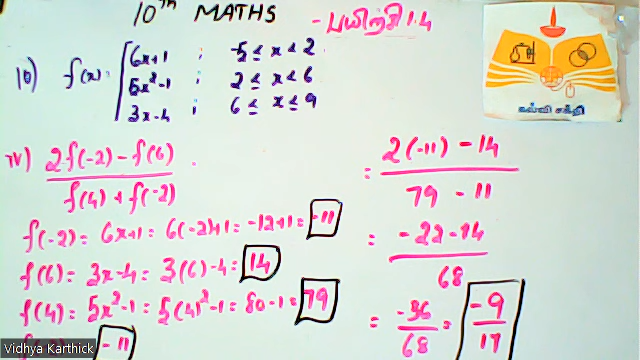 10th MATHS - பயிற்சி 1.4
10) f(x) = 6x+1 ; -5 ≤ x < 2
5x²-1 ; 2 ≤ x < 6
3x-4 ; 6 ≤ x ≤ 9
கல்வி சக்தி
iv) 2f(-2) - f(6)
f(4) + f(-2)
f(-2) = 6x+1 = 6(-2)+1 = -12+1 = -11
f(6) = 3x-4 = 3(6)-4 = 14
f(4) = 5x²-1 = 5(4)²-1 = 80-1 = 79
-11
= 2(-11) - 14
79 - 11
= -22-14
68
= -36/68 = -9/17
Vidhya Karthick